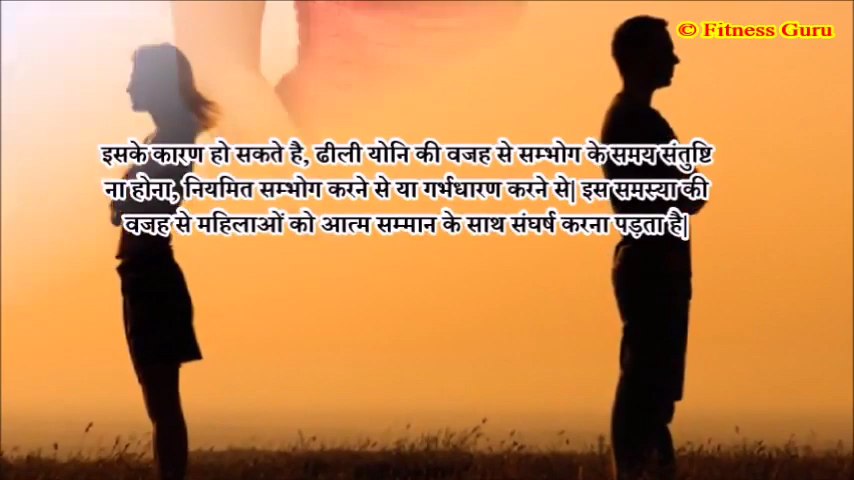 © Fitness Guru
इसके कारण हो सकते है, ढीली योनि की वजह से सम्भोग के समय संतुष्टि
ना होना, नियमित सम्भोग करने से या गर्भधारण करने से| इस समस्या की
वजह से महिलाओं को आत्म सम्मान के साथ संघर्ष करना पड़ता है|